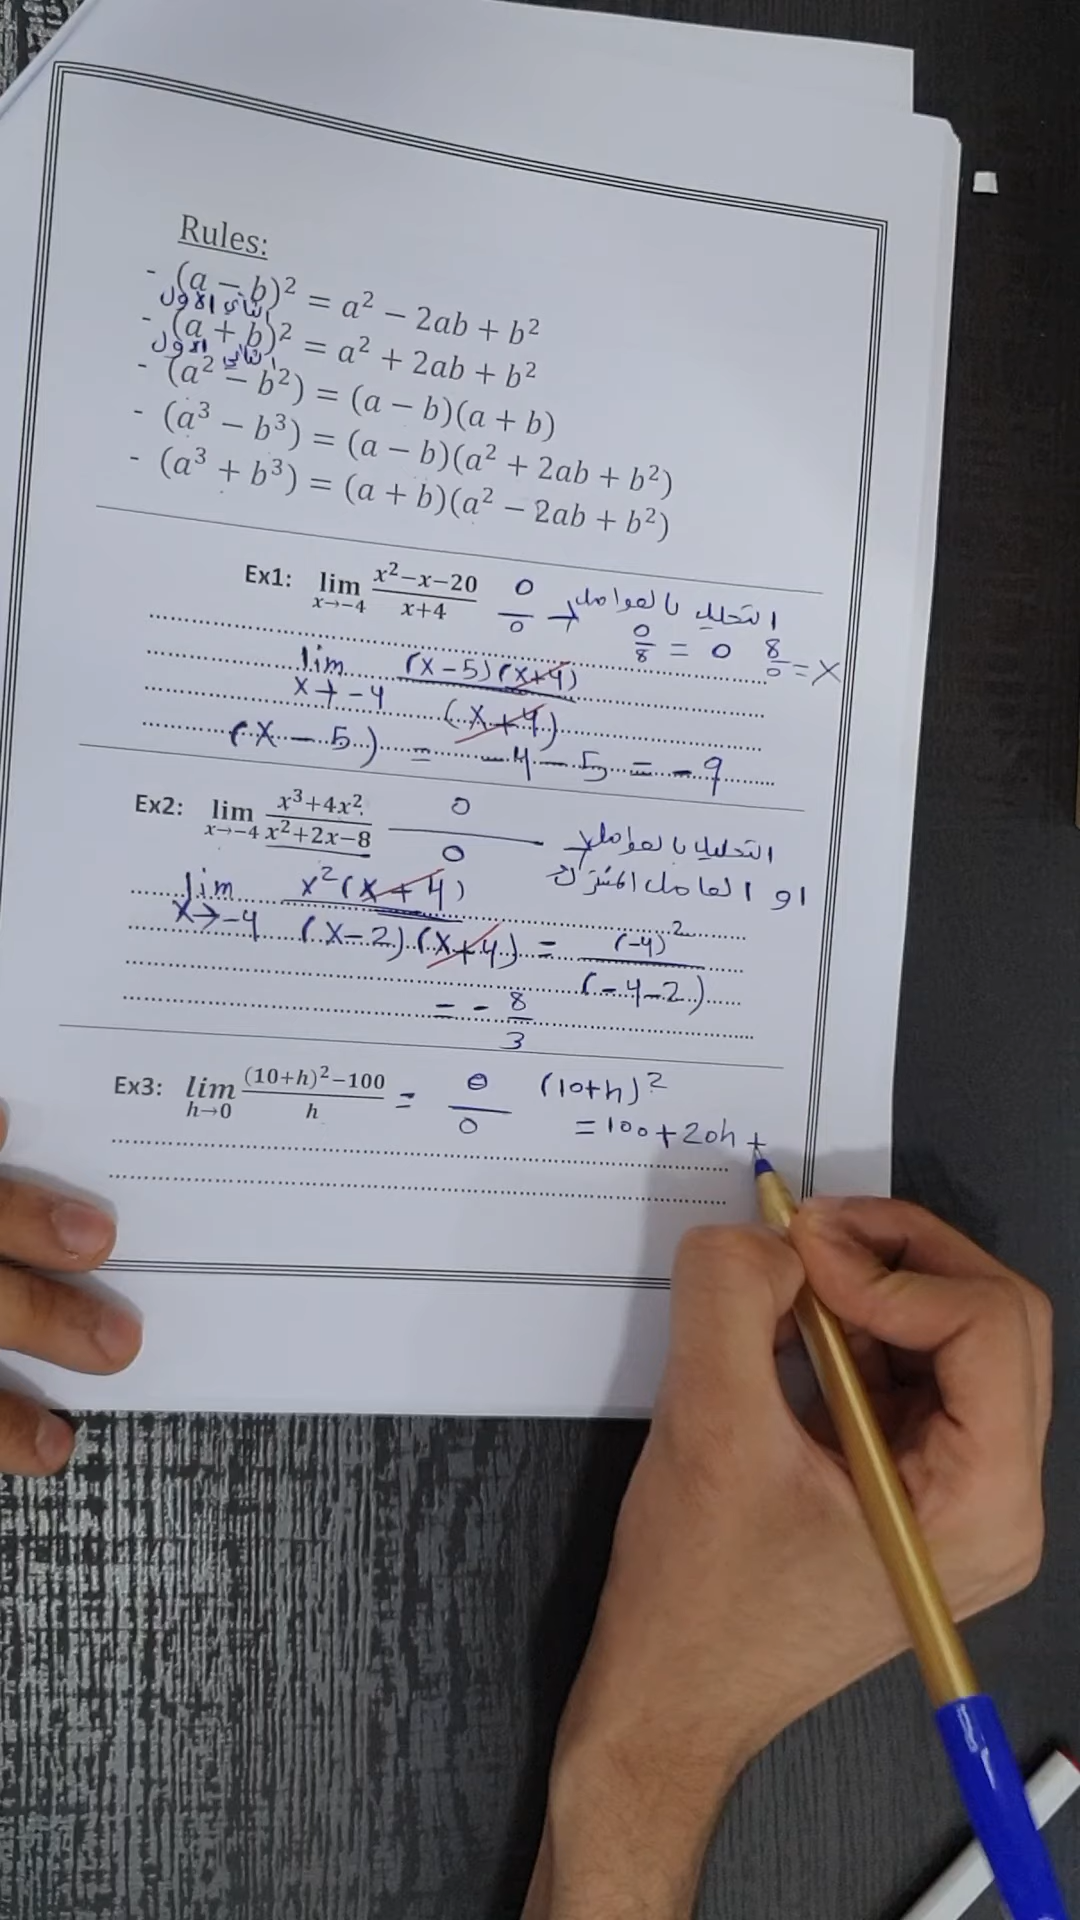 Rules:
- (a − b)² = a² − 2ab + b²
الأول الثاني
- (a + b)² = a² + 2ab + b²
الأول الثاني
- (a² − b²) = (a − b)(a + b)
- (a³ − b³) = (a − b)(a² + 2ab + b²)
- (a³ + b³) = (a + b)(a² − 2ab + b²)
Ex1: lim x→−4 (x²−x−20)/(x+4) 0/0 → التحليل بالعوامل
0/8 = 0 8/0 = X
lim x→−4 (x−5)(x+4)/(x+4)
(x − 5) = −4 − 5 = −9
Ex2: lim x→−4 (x³+4x²)/(x²+2x−8) 0/0 → التحليل بالعوامل
او العامل المشترك
lim x→−4 x²(x+4)/(x−2)(x+4) = (−4)²/(−4−2)
= −8/3
Ex3: lim h→0 ((10+h)²−100)/h = 0/0 (10+h)²
= 100 + 20h +